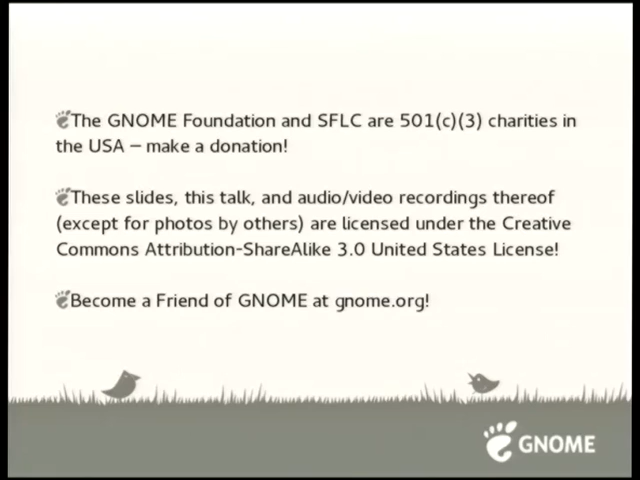 The GNOME Foundation and SFLC are 501(c)(3) charities in
the USA – make a donation!
These slides, this talk, and audio/video recordings thereof
(except for photos by others) are licensed under the Creative
Commons Attribution-ShareAlike 3.0 United States License!
Become a Friend of GNOME at gnome.org!
GNOME